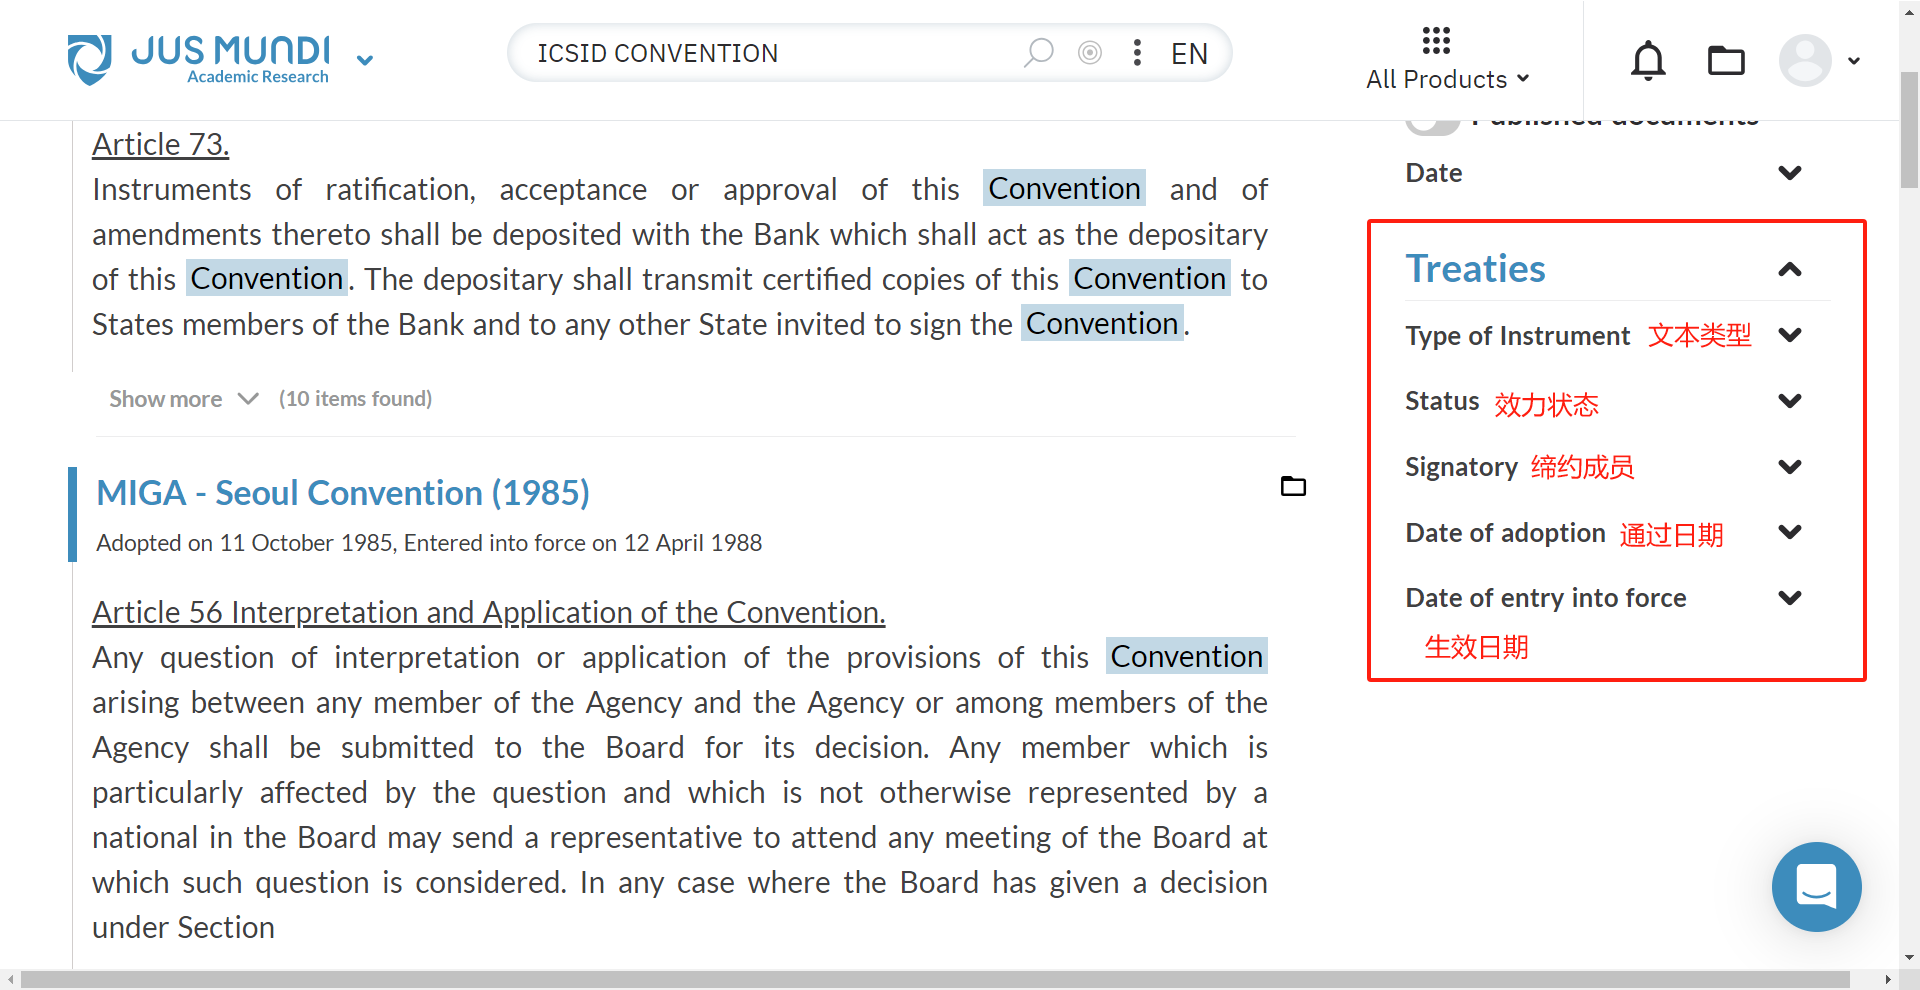 JUS MUNDI
Academic Research
ICSID CONVENTION
EN
All Products
Article 73.
Instruments of ratification, acceptance or approval of this Convention and of
amendments thereto shall be deposited with the Bank which shall act as the depositary
of this Convention. The depositary shall transmit certified copies of this Convention to
States members of the Bank and to any other State invited to sign the Convention.
Show more (10 items found)
MIGA - Seoul Convention (1985)
Adopted on 11 October 1985, Entered into force on 12 April 1988
Article 56 Interpretation and Application of the Convention.
Any question of interpretation or application of the provisions of this Convention
arising between any member of the Agency and the Agency or among members of the
Agency shall be submitted to the Board for its decision. Any member which is
particularly affected by the question and which is not otherwise represented by a
national in the Board may send a representative to attend any meeting of the Board at
which such question is considered. In any case where the Board has given a decision
under Section
Published documents
Date
Treaties
Type of Instrument 文本类型
Status 效力状态
Signatory 缔约成员
Date of adoption 通过日期
Date of entry into force
生效日期